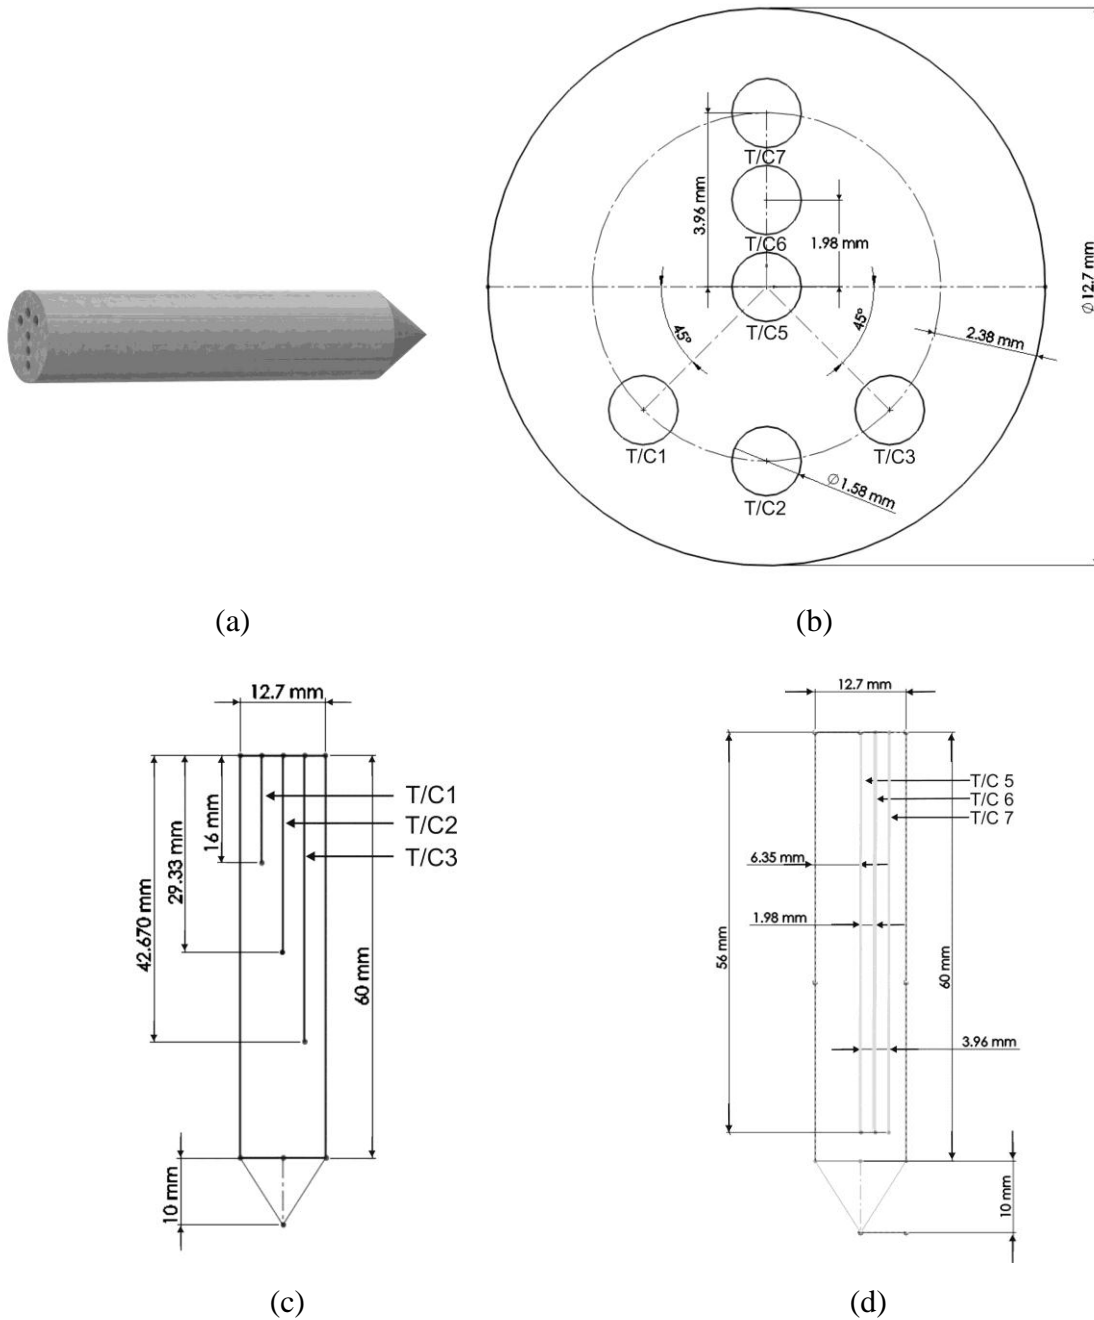 T/C7
3.96 mm
T/C6
1.98 mm
T/C5
45°
45°
2.38 mm
∅ 12.7 mm
T/C1
T/C3
∅ 1.58 mm
T/C2
(a)
(b)
12.7 mm
T/C1
T/C2
T/C3
16 mm
29.33 mm
42.670 mm
60 mm
10 mm
12.7 mm
T/C 5
T/C 6
T/C 7
6.35 mm
1.98 mm
56 mm
60 mm
3.96 mm
10 mm
(c)
(d)